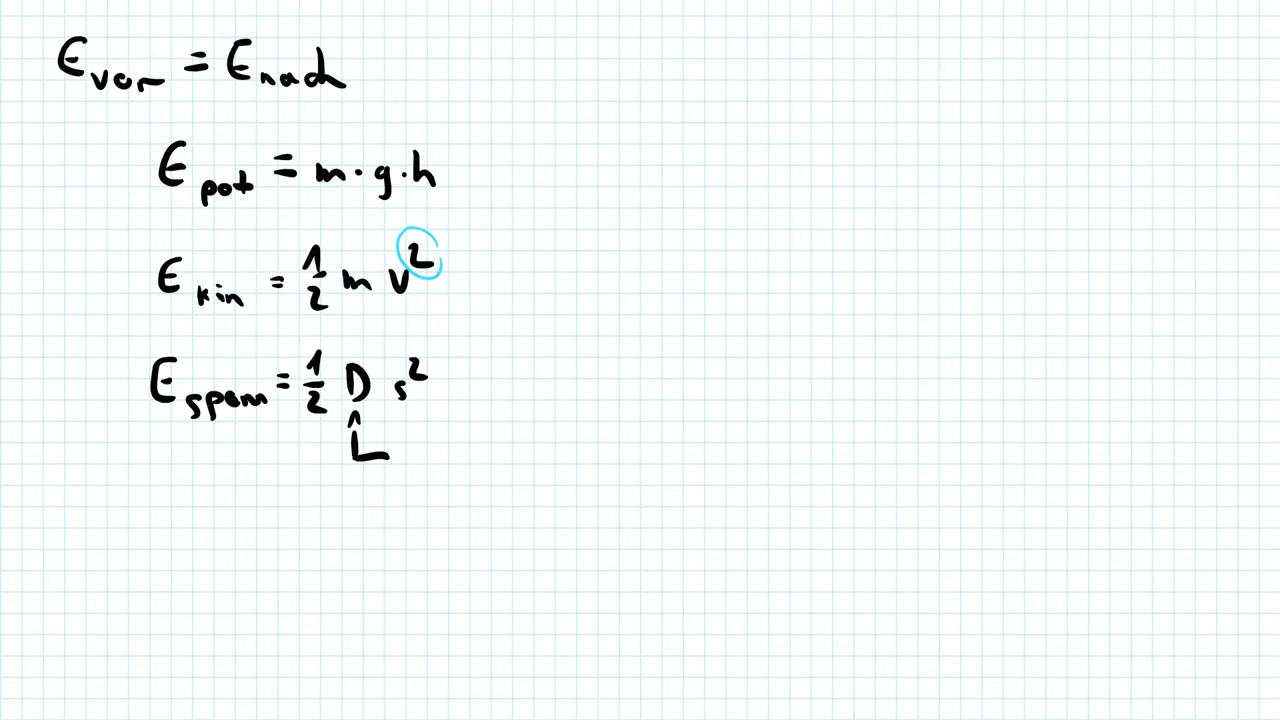 E_vor = E_nach
E_pot = m · g · h
E_kin = 1/2 m v²
E_spann = 1/2 D s²